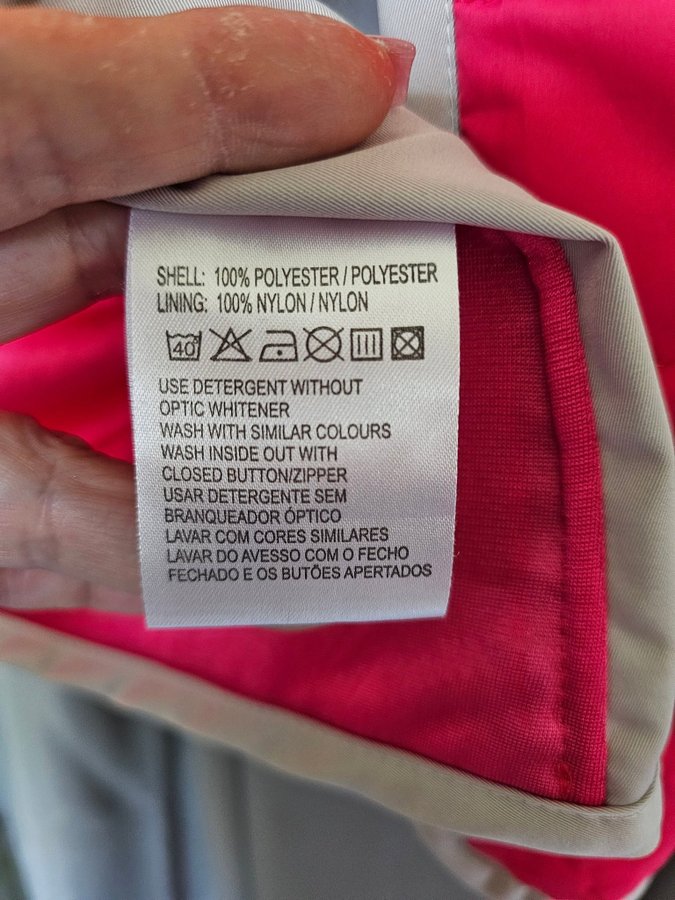 SHELL: 100% POLYESTER / POLYESTER
LINING: 100% NYLON / NYLON
40
USE DETERGENT WITHOUT
OPTIC WHITENER
WASH WITH SIMILAR COLOURS
WASH INSIDE OUT WITH
CLOSED BUTTON/ZIPPER
USAR DETERGENTE SEM
BRANQUEADOR ÓPTICO
LAVAR COM CORES SIMILARES
LAVAR DO AVESSO COM O FECHO
FECHADO E OS BUTÕES APERTADOS